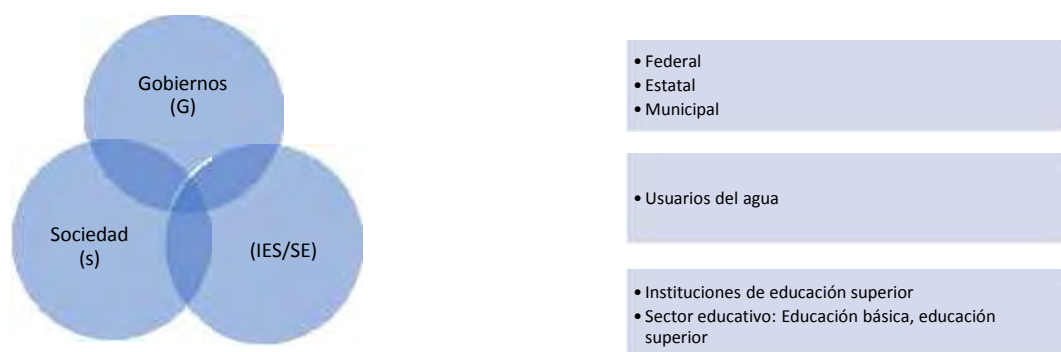 Gobiernos
(G)
Sociedad
(s)
(IES/SE)
• Federal
• Estatal
• Municipal
• Usuarios del agua
• Instituciones de educación superior
• Sector educativo: Educación básica, educación
superior